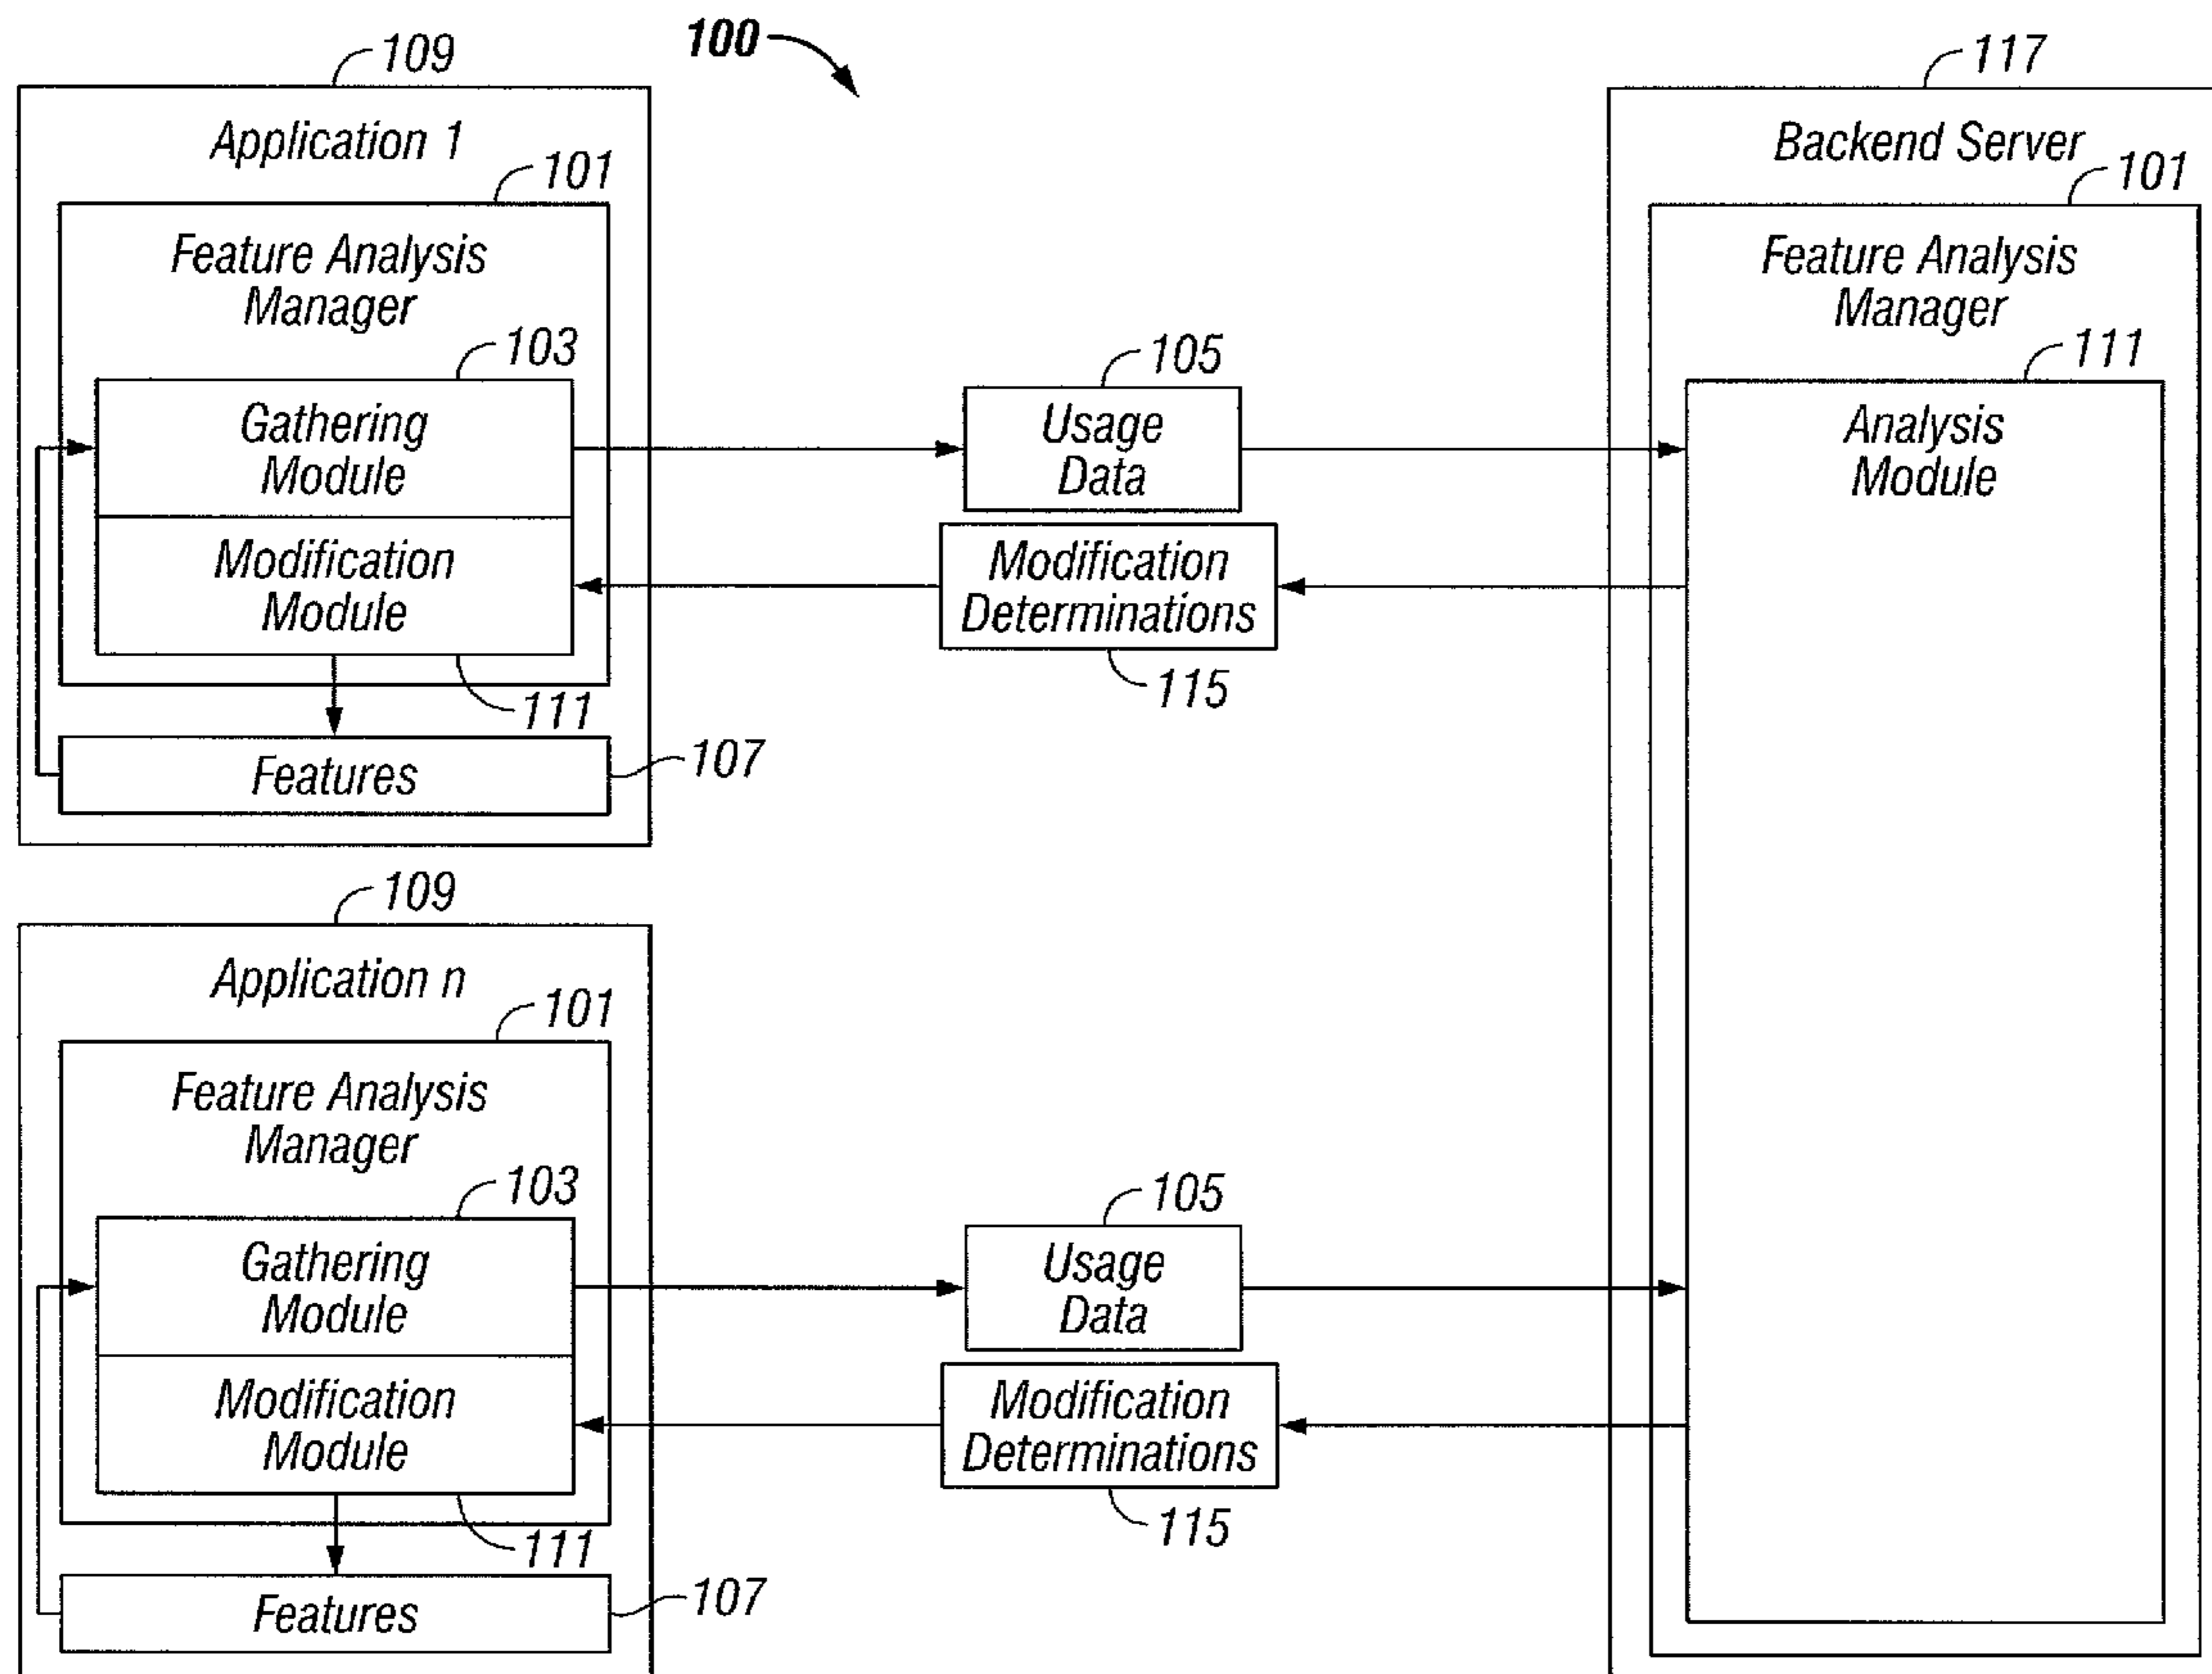 100
109
Application 1
101
Feature Analysis
Manager
103
Gathering
Module
Modification
Module
111
Features
107
105
Usage
Data
Modification
Determinations
115
117
Backend Server
101
Feature Analysis
Manager
111
Analysis
Module
109
Application n
101
Feature Analysis
Manager
103
Gathering
Module
Modification
Module
111
Features
107
105
Usage
Data
Modification
Determinations
115